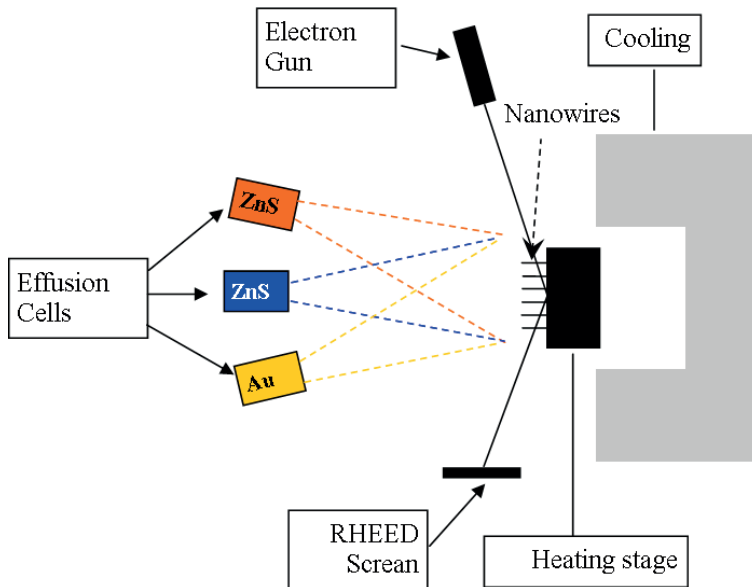 Electron
Gun
Cooling
Nanowires
ZnS
Effusion
Cells
ZnS
Au
RHEED
Screan
Heating stage